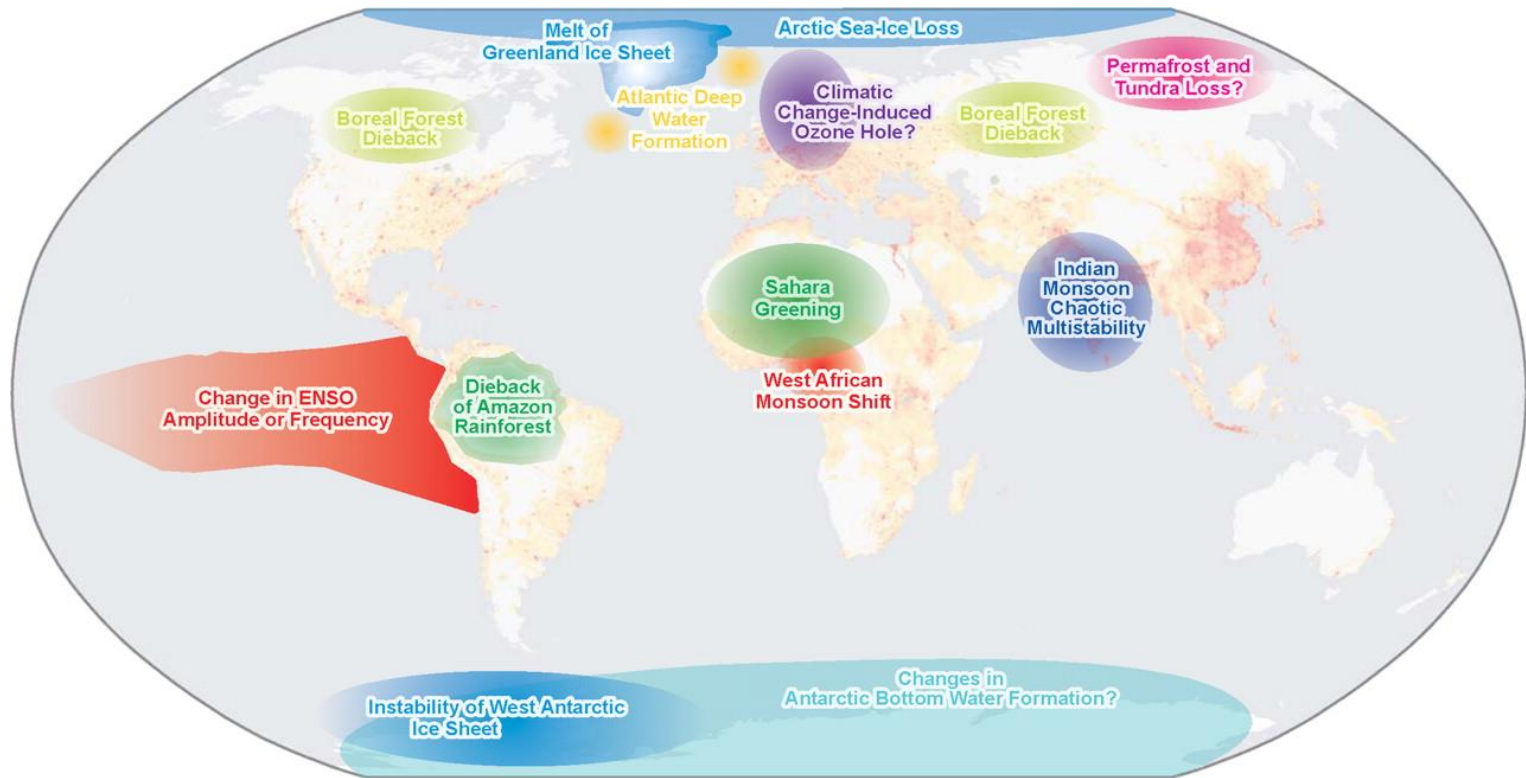 Melt of
Greenland Ice Sheet
Arctic Sea-Ice Loss
Permafrost and
Tundra Loss?
Boreal Forest
Dieback
Atlantic Deep
Water
Formation
Climatic
Change-Induced
Ozone Hole?
Boreal Forest
Dieback
Sahara
Greening
Indian
Monsoon
Chaotic
Multistability
Change in ENSO
Amplitude or Frequency
Dieback
of Amazon
Rainforest
West African
Monsoon Shift
Instability of West Antarctic
Ice Sheet
Changes in
Antarctic Bottom Water Formation?